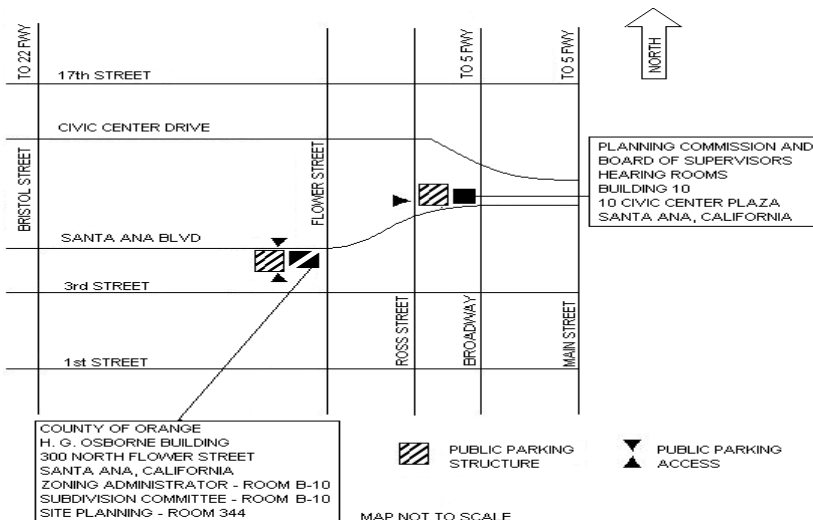 TO 22 FWY
TO 5 FWY
TO 5 FWY
NORTH
17th STREET
CIVIC CENTER DRIVE
BRISTOL STREET
FLOWER STREET
PLANNING COMMISSION AND
BOARD OF SUPERVISORS
HEARING ROOMS
BUILDING 10
10 CIVIC CENTER PLAZA
SANTA ANA, CALIFORNIA
SANTA ANA BLVD
3rd STREET
ROSS STREET
BROADWAY
MAIN STREET
1st STREET
COUNTY OF ORANGE
H. G. OSBORNE BUILDING
300 NORTH FLOWER STREET
SANTA ANA, CALIFORNIA
ZONING ADMINISTRATOR - ROOM B-10
SUBDIVISION COMMITTEE - ROOM B-10
SITE PLANNING - ROOM 344
PUBLIC PARKING
STRUCTURE
PUBLIC PARKING
ACCESS
MAP NOT TO SCALE